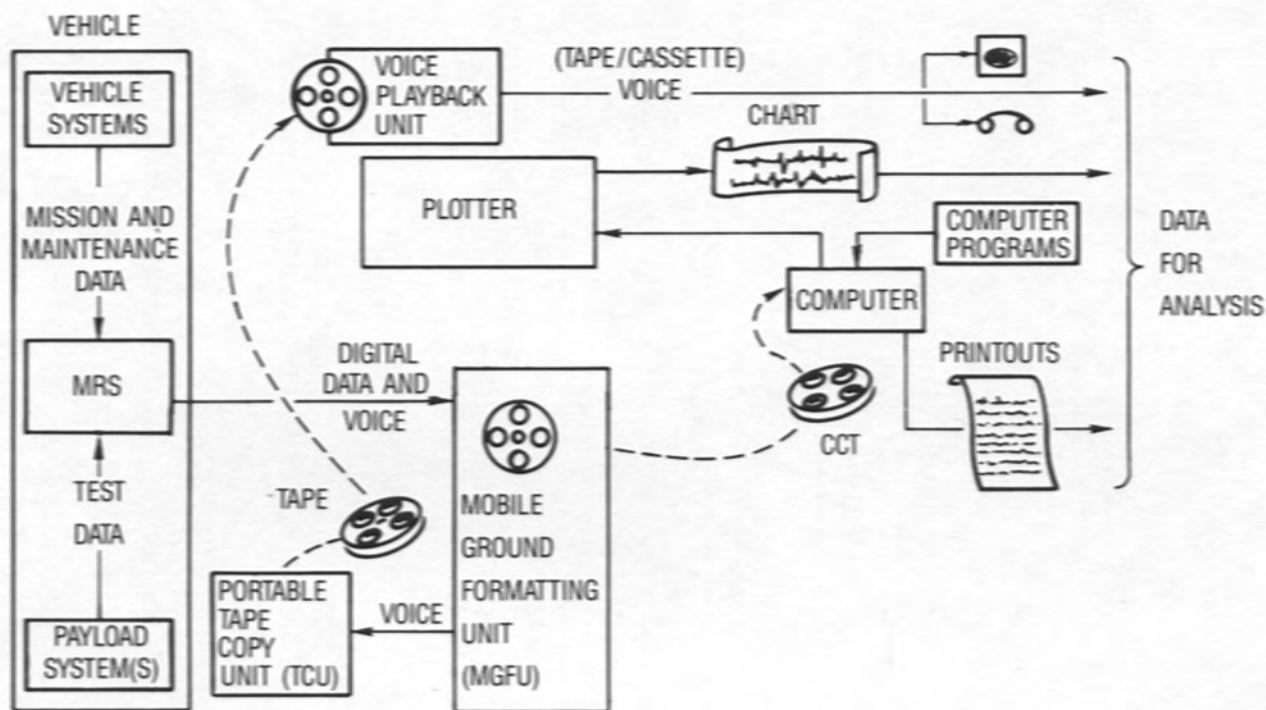 VEHICLE
VEHICLE
SYSTEMS
MISSION AND
MAINTENANCE
DATA
MRS
TEST
DATA
PAYLOAD
SYSTEM(S)
VOICE
PLAYBACK
UNIT
(TAPE/CASSETTE)
VOICE
CHART
PLOTTER
COMPUTER
PROGRAMS
COMPUTER
DATA
FOR
ANALYSIS
DIGITAL
DATA AND
VOICE
PRINTOUTS
CCT
TAPE
MOBILE
GROUND
FORMATTING
UNIT
(MGFU)
VOICE
PORTABLE
TAPE
COPY
UNIT (TCU)